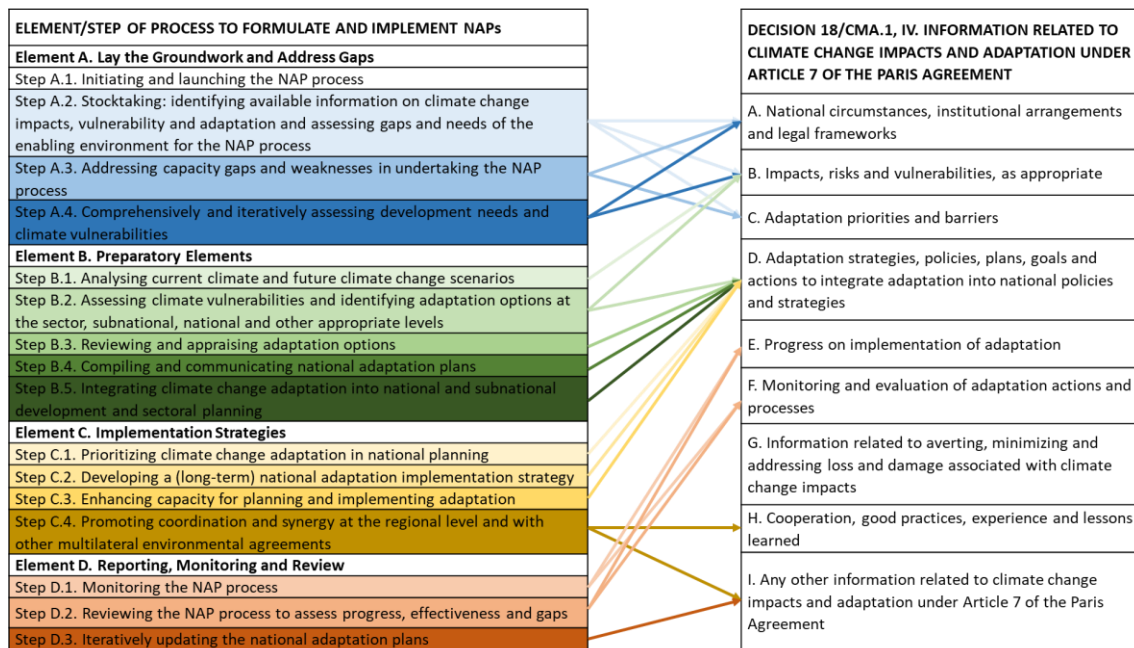 ELEMENT/STEP OF PROCESS TO FORMULATE AND IMPLEMENT NAPs
Element A. Lay the Groundwork and Address Gaps
Step A.1. Initiating and launching the NAP process
Step A.2. Stocktaking: identifying available information on climate change
impacts, vulnerability and adaptation and assessing gaps and needs of the
enabling environment for the NAP process
Step A.3. Addressing capacity gaps and weaknesses in undertaking the NAP
process
Step A.4. Comprehensively and iteratively assessing development needs and
climate vulnerabilities
Element B. Preparatory Elements
Step B.1. Analysing current climate and future climate change scenarios
Step B.2. Assessing climate vulnerabilities and identifying adaptation options at
the sector, subnational, national and other appropriate levels
Step B.3. Reviewing and appraising adaptation options
Step B.4. Compiling and communicating national adaptation plans
Step B.5. Integrating climate change adaptation into national and subnational
development and sectoral planning
Element C. Implementation Strategies
Step C.1. Prioritizing climate change adaptation in national planning
Step C.2. Developing a (long-term) national adaptation implementation strategy
Step C.3. Enhancing capacity for planning and implementing adaptation
Step C.4. Promoting coordination and synergy at the regional level and with
other multilateral environmental agreements
Element D. Reporting, Monitoring and Review
Step D.1. Monitoring the NAP process
Step D.2. Reviewing the NAP process to assess progress, effectiveness and gaps
Step D.3. Iteratively updating the national adaptation plans
DECISION 18/CMA.1, IV. INFORMATION RELATED TO
CLIMATE CHANGE IMPACTS AND ADAPTATION UNDER
ARTICLE 7 OF THE PARIS AGREEMENT
A. National circumstances, institutional arrangements
and legal frameworks
B. Impacts, risks and vulnerabilities, as appropriate
C. Adaptation priorities and barriers
D. Adaptation strategies, policies, plans, goals and
actions to integrate adaptation into national policies
and strategies
E. Progress on implementation of adaptation
F. Monitoring and evaluation of adaptation actions and
processes
G. Information related to averting, minimizing and
addressing loss and damage associated with climate
change impacts
H. Cooperation, good practices, experience and lessons
learned
I. Any other information related to climate change
impacts and adaptation under Article 7 of the Paris
Agreement